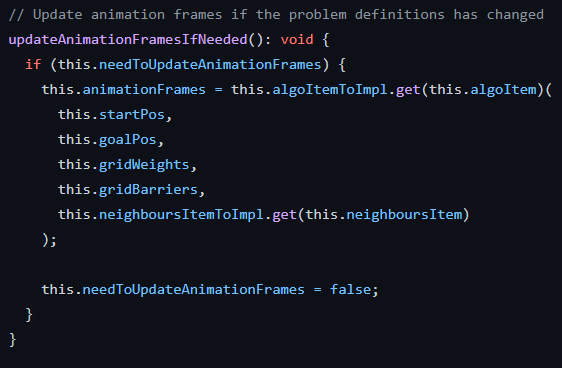 // Update animation frames if the problem definitions has changed
updateAnimationFramesIfNeeded(): void {
  if (this.needToUpdateAnimationFrames) {
    this.animationFrames = this.algoItemToImpl.get(this.algoItem)(
      this.startPos,
      this.goalPos,
      this.gridWeights,
      this.gridBarriers,
      this.neighboursItemToImpl.get(this.neighboursItem)
    );

    this.needToUpdateAnimationFrames = false;
  }
}